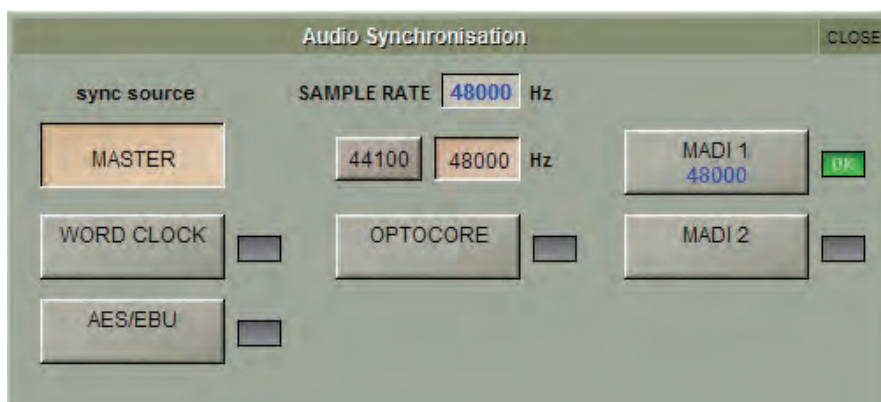 Audio Synchronisation CLOSE
sync source SAMPLE RATE 48000 Hz
MASTER 44100 48000 Hz MADI 1
48000 OK
WORD CLOCK OPTOCORE MADI 2
AES/EBU